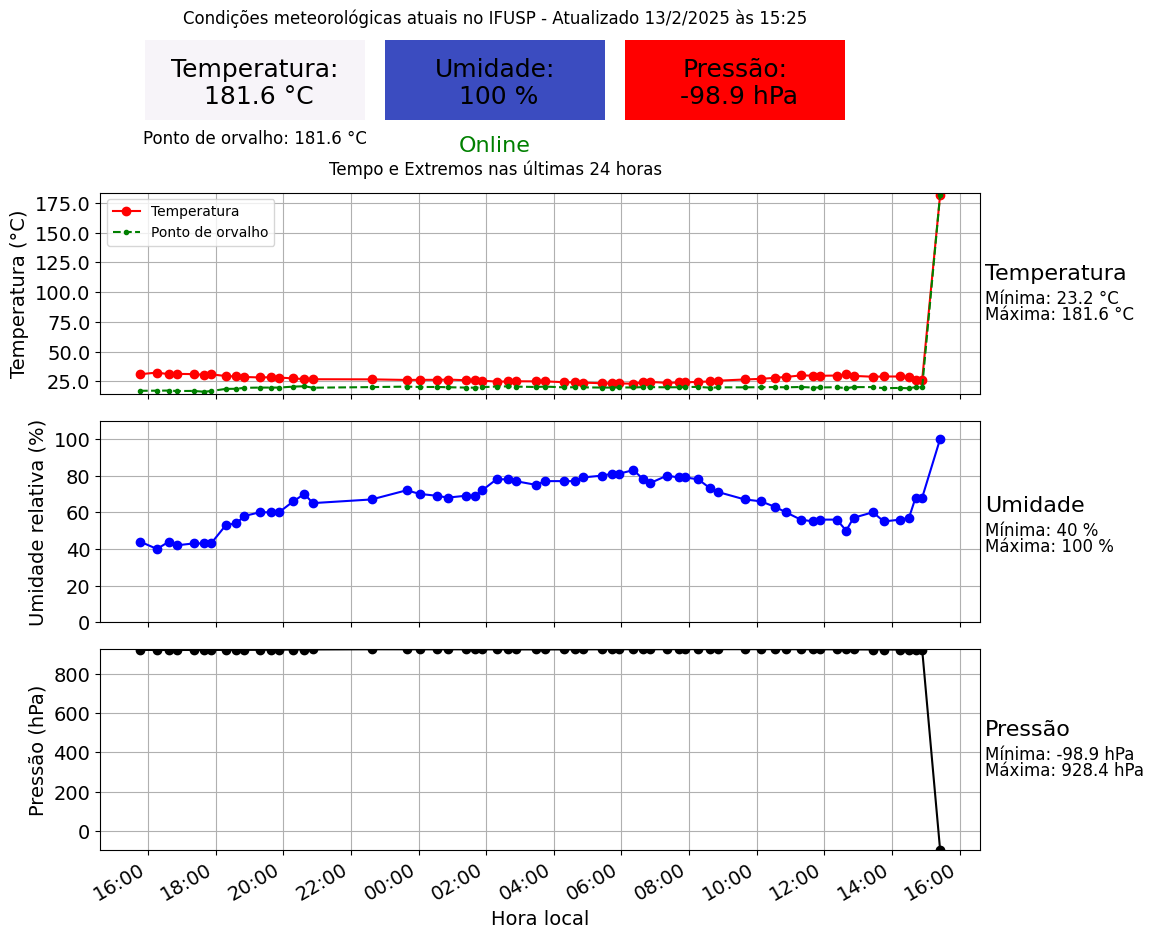 Condições meteorológicas atuais no IFUSP - Atualizado 13/2/2025 às 15:25
Temperatura:
181.6 °C
Umidade:
100 %
Pressão:
-98.9 hPa
Ponto de orvalho: 181.6 °C
Online
Tempo e Extremos nas últimas 24 horas
Temperatura (°C)
175.0
150.0
125.0
100.0
75.0
50.0
25.0
Temperatura
Ponto de orvalho
Temperatura
Mínima: 23.2 °C
Máxima: 181.6 °C
Umidade relativa (%)
100
80
60
40
20
0
Umidade
Mínima: 40 %
Máxima: 100 %
Pressão (hPa)
800
600
400
200
0
Pressão
Mínima: -98.9 hPa
Máxima: 928.4 hPa
16:00 18:00 20:00 22:00 00:00 02:00 04:00 06:00 08:00 10:00 12:00 14:00 16:00
Hora local